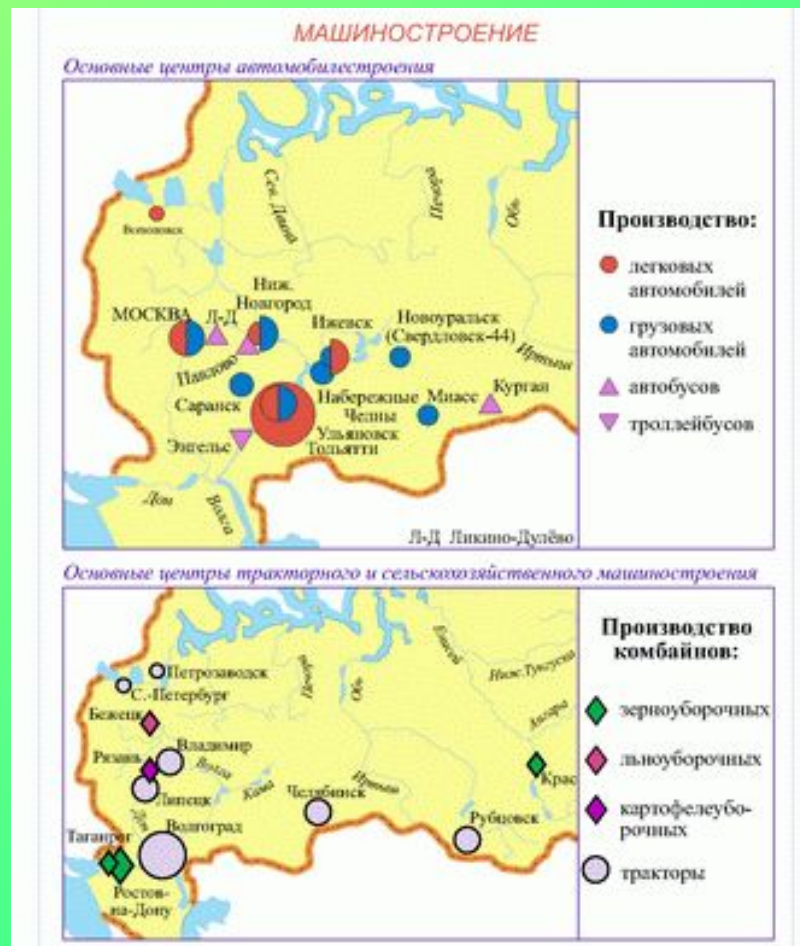 МАШИНОСТРОЕНИЕ
Основные центры автомобилестроения
Сев. Двина
Печора
Обь
МОСКВА
Л-Д
Ниж.
Новгород
Ижевск
Новоуральск
(Свердловск-44)
Иртыш
Павлово
Саранск
Набережные
Челны
Миасс
Курган
Ульяновск
Тольятти
Энгельс
Дон
Волга
Л-Д Ликино-Дулёво
Производство:
легковых
автомобилей
грузовых
автомобилей
автобусов
троллейбусов
Основные центры тракторного и сельскохозяйственного машиностроения
Петрозаводск
С.-Петербург
Бежецк
Рязань
Владимир
Липецк
Волга
Кама
Печора
Обь
Енисей
Ниж.Тунгуска
Ангара
Крас
Челябинск
Иртыш
Рубцовск
Таганрог
Дон
Волгоград
Ростов-
на-Дону
Производство
комбайнов:
зерноуборочных
льноуборочных
картофелеубо-
рочных
тракторы